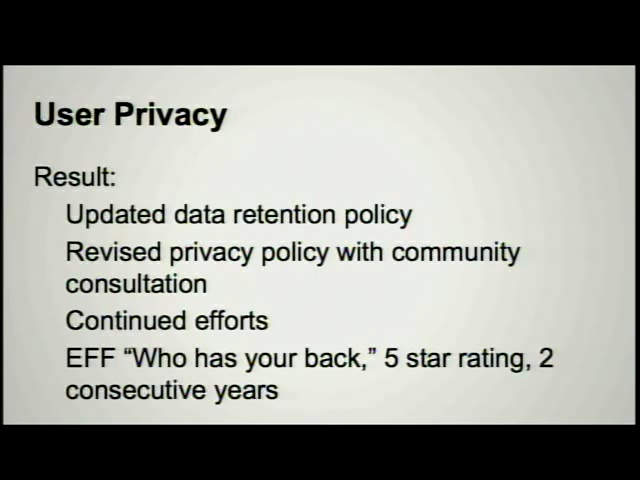 User Privacy
Result:
Updated data retention policy
Revised privacy policy with community
consultation
Continued efforts
EFF “Who has your back,” 5 star rating, 2
consecutive years